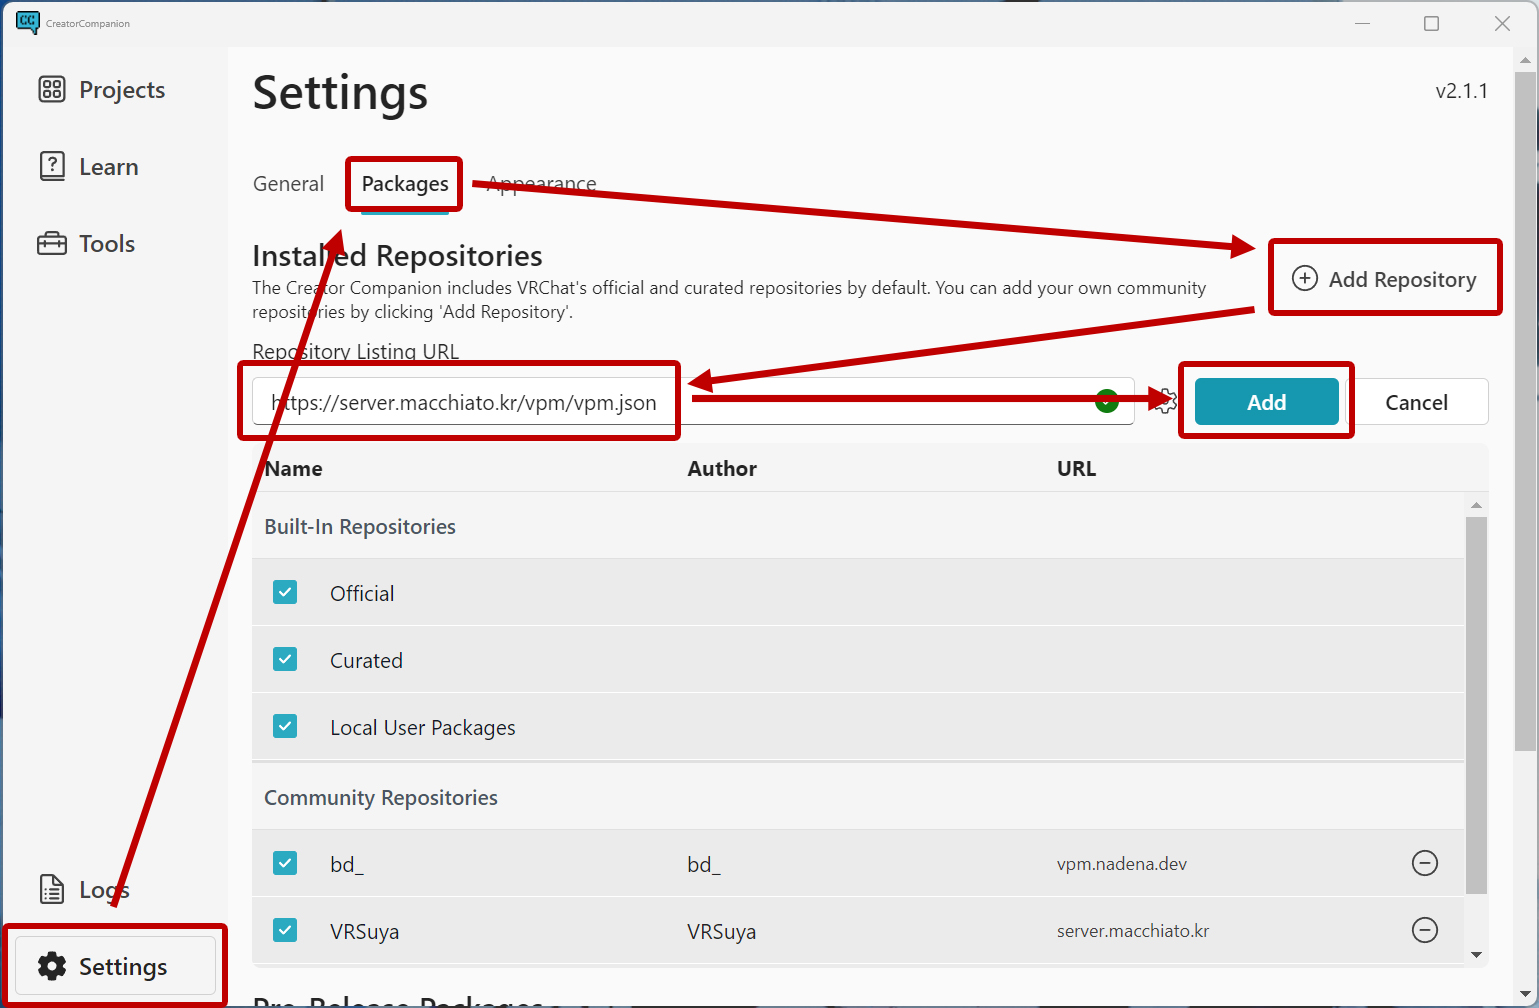 CreatorCompanion
Projects
Learn
Tools
Logs
Settings
Settings
v2.1.1
General
Packages
Appearance
Installed Repositories
Add Repository
The Creator Companion includes VRChat's official and curated repositories by default. You can add your own community
repositories by clicking 'Add Repository'.
Repository Listing URL
https://server.macchiato.kr/vpm/vpm.json
Add
Cancel
Name Author URL
Built-In Repositories
Official
Curated
Local User Packages
Community Repositories
bd_ bd_ vpm.nadena.dev
VRSuya VRSuya server.macchiato.kr
Pre-Release Packages